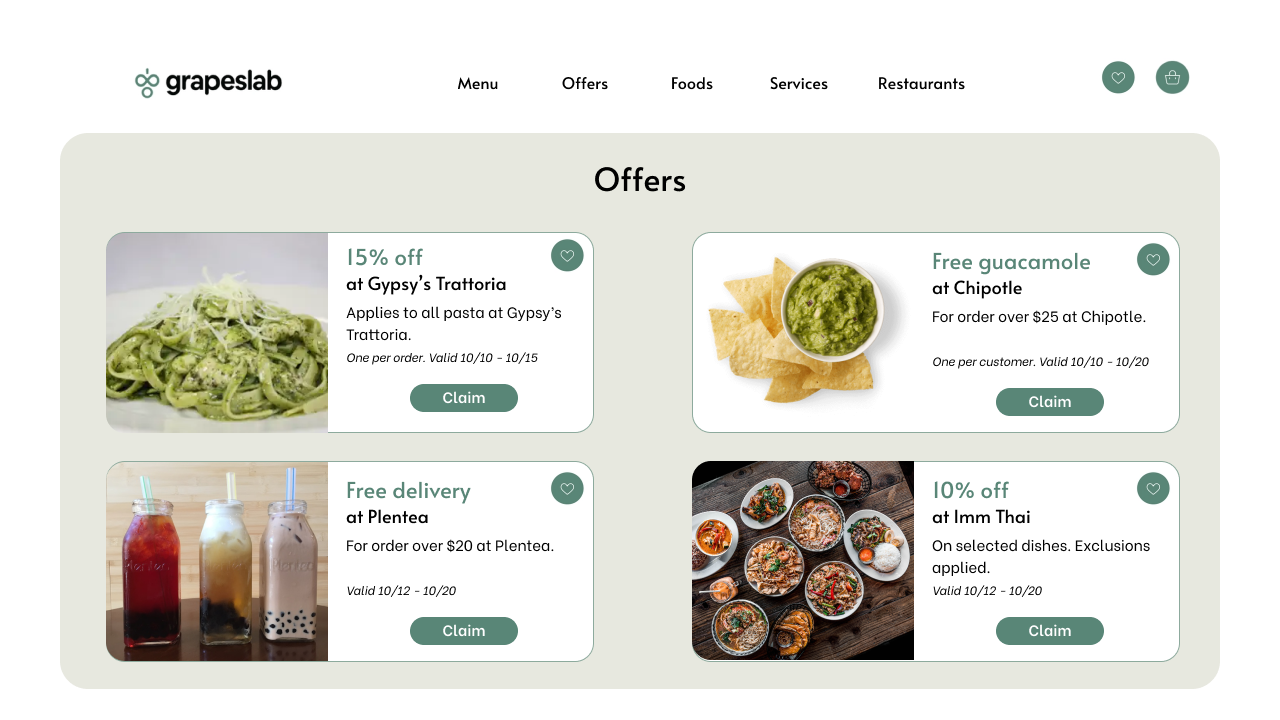 grapeslab
Menu
Offers
Foods
Services
Restaurants
Offers
15% off
at Gypsy’s Trattoria
Applies to all pasta at Gypsy’s
Trattoria.
One per order. Valid 10/10 - 10/15
Claim
Free guacamole
at Chipotle
For order over $25 at Chipotle.
One per customer. Valid 10/10 - 10/20
Claim
Free delivery
at Plentea
For order over $20 at Plentea.
Valid 10/12 - 10/20
Claim
10% off
at Imm Thai
On selected dishes. Exclusions
applied.
Valid 10/12 - 10/20
Claim